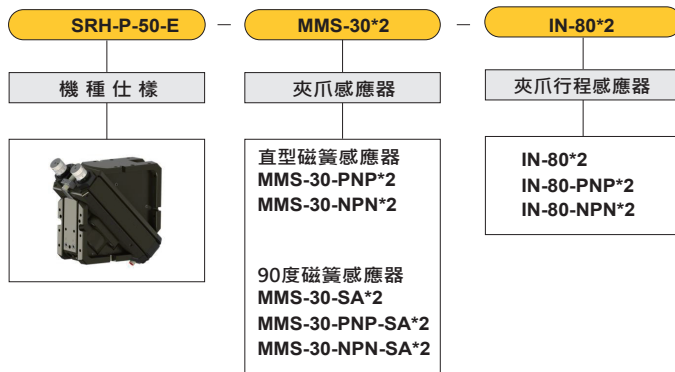 SRH-P-50-E — MMS-30*2 — IN-80*2
機種仕樣
夾爪感應器
夾爪行程感應器
直型磁簧感應器
MMS-30-PNP*2
MMS-30-NPN*2
90度磁簧感應器
MMS-30-SA*2
MMS-30-PNP-SA*2
MMS-30-NPN-SA*2
IN-80*2
IN-80-PNP*2
IN-80-NPN*2